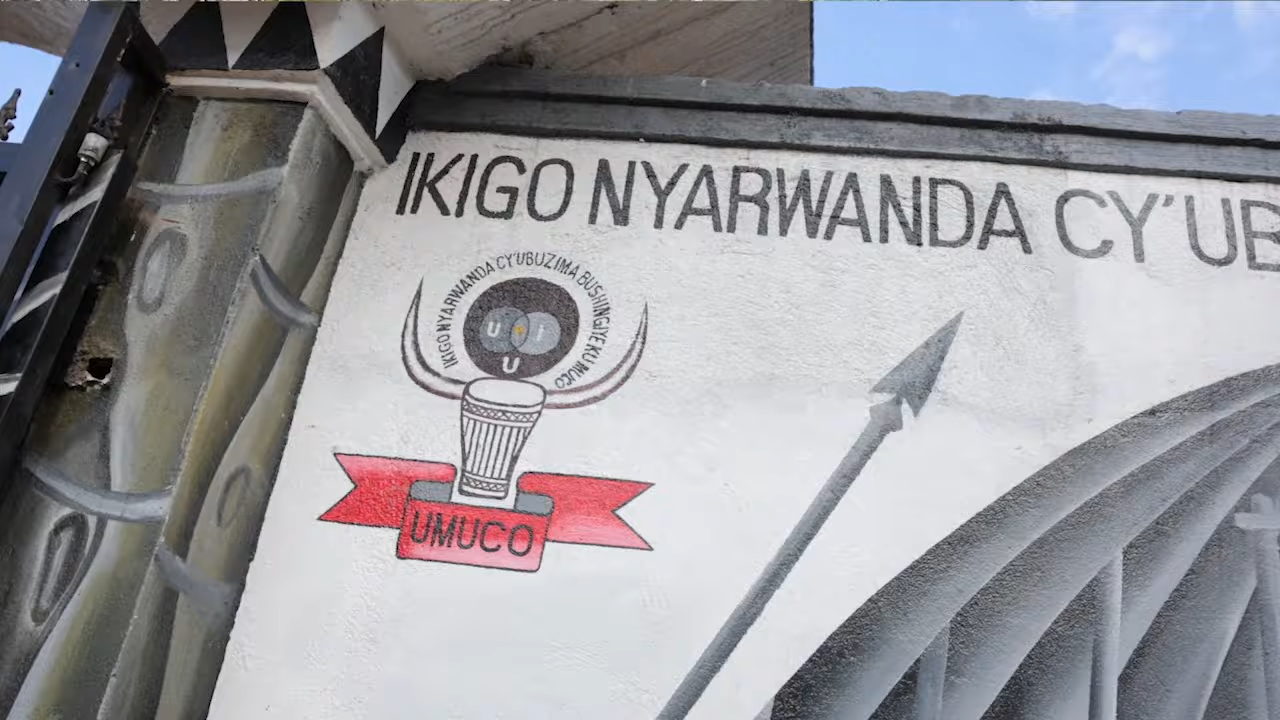 IKIGO NYARWANDA CY'UB
IKIGO NYARWANDA CY'UBUZIMA BUSHINGIYE KU MUCO
U I
U
UMUCO